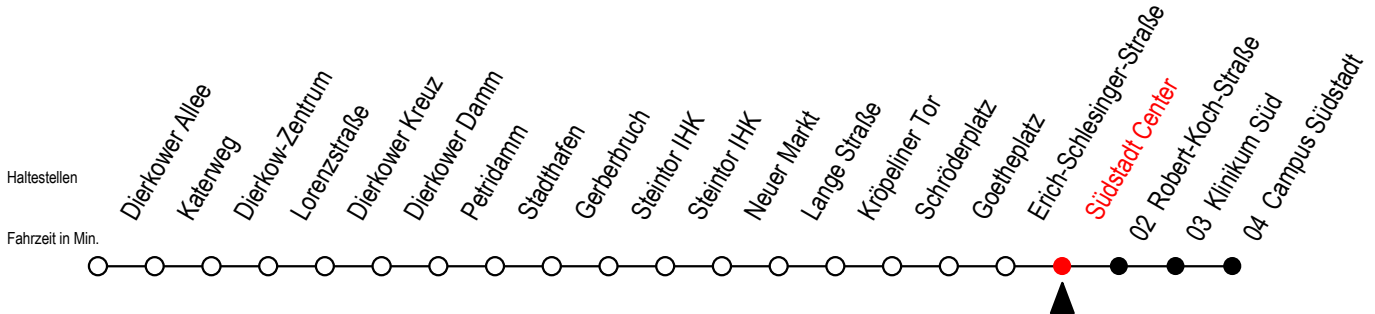 Haltestellen
Dierkower Allee
Katerweg
Dierkow-Zentrum
Lorenzstraße
Dierkower Kreuz
Dierkower Damm
Petridamm
Stadthafen
Gerberbruch
Steintor IHK
Steintor IHK
Neuer Markt
Lange Straße
Kröpeliner Tor
Schröderplatz
Goetheplatz
Erich-Schlesinger-Straße
Südstadt Center
02 Robert-Koch-Straße
03 Klinikum Süd
04 Campus Südstadt
Fahrzeit in Min.